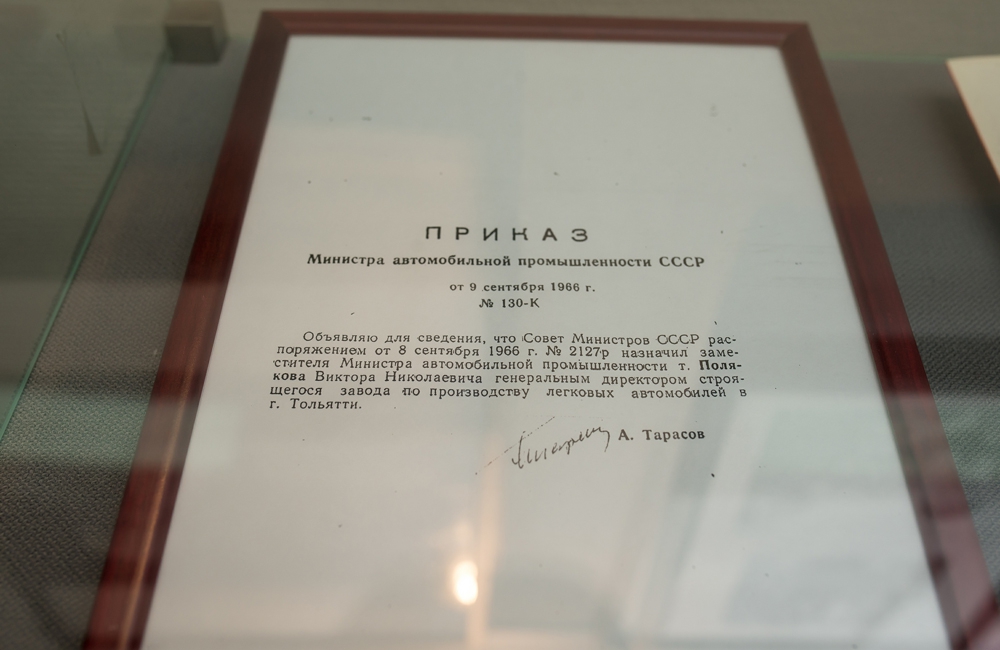 ПРИКАЗ
Министра автомобильной промышленности СССР
от 9 сентября 1966 г.
№ 130-К
Объявляю для сведения, что Совет Министров СССР рас-
поряжением от 8 сентября 1966 г. № 2127р назначил заме-
стителя Министра автомобильной промышленности т. Поля-
кова Виктора Николаевича генеральным директором строя-
щегося завода по производству легковых автомобилей в
г. Тольятти.
А. Тарасов